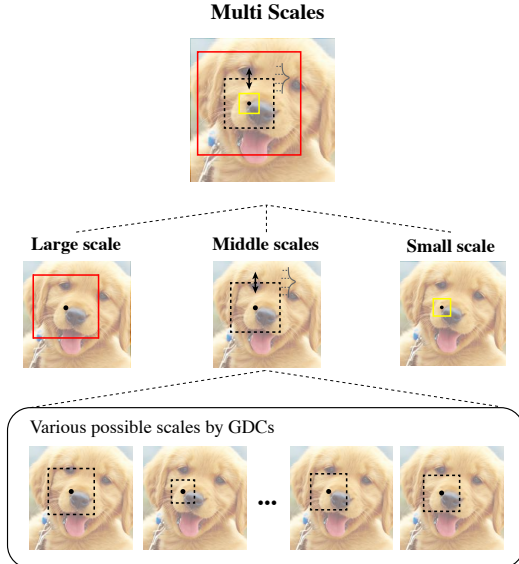 Multi Scales
Large scale
Middle scales
Small scale
Various possible scales by GDCs
...